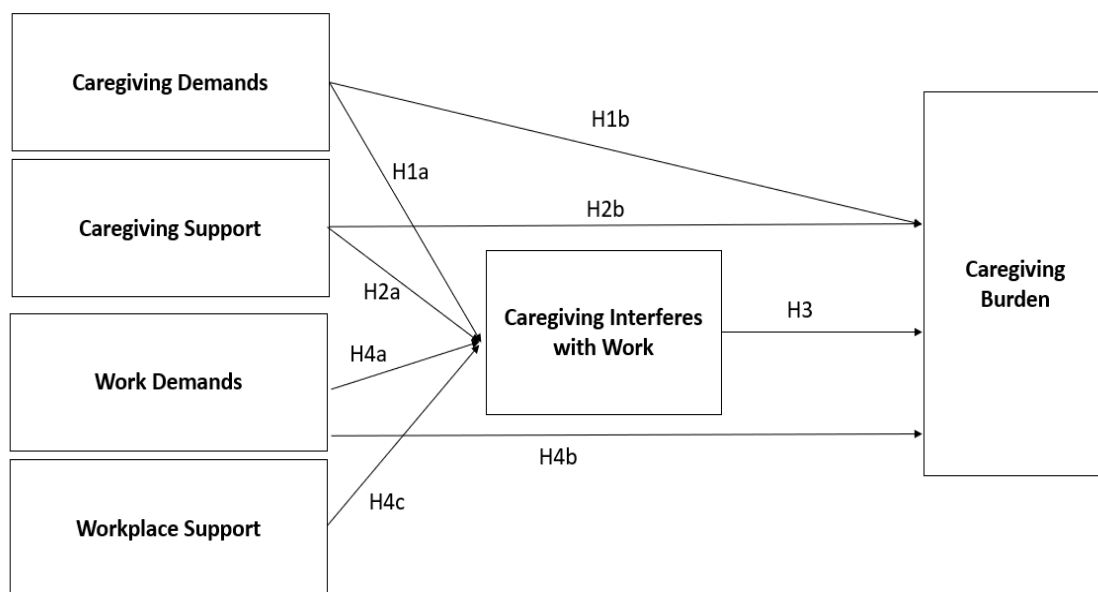 Caregiving Demands
H1b
H1a
Caregiving Support
H2b
H2a
Caregiving Interferes
with Work
Caregiving
Burden
H3
H4a
Work Demands
H4b
H4c
Workplace Support